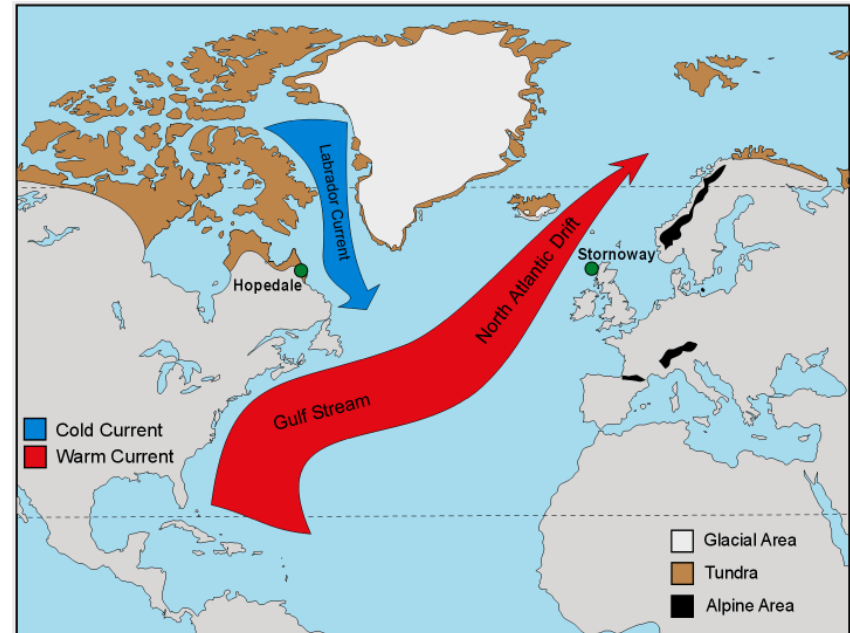 Labrador Current
Hopedale
Stornoway
North Atlantic Drift
Gulf Stream
Cold Current
Warm Current
Glacial Area
Tundra
Alpine Area